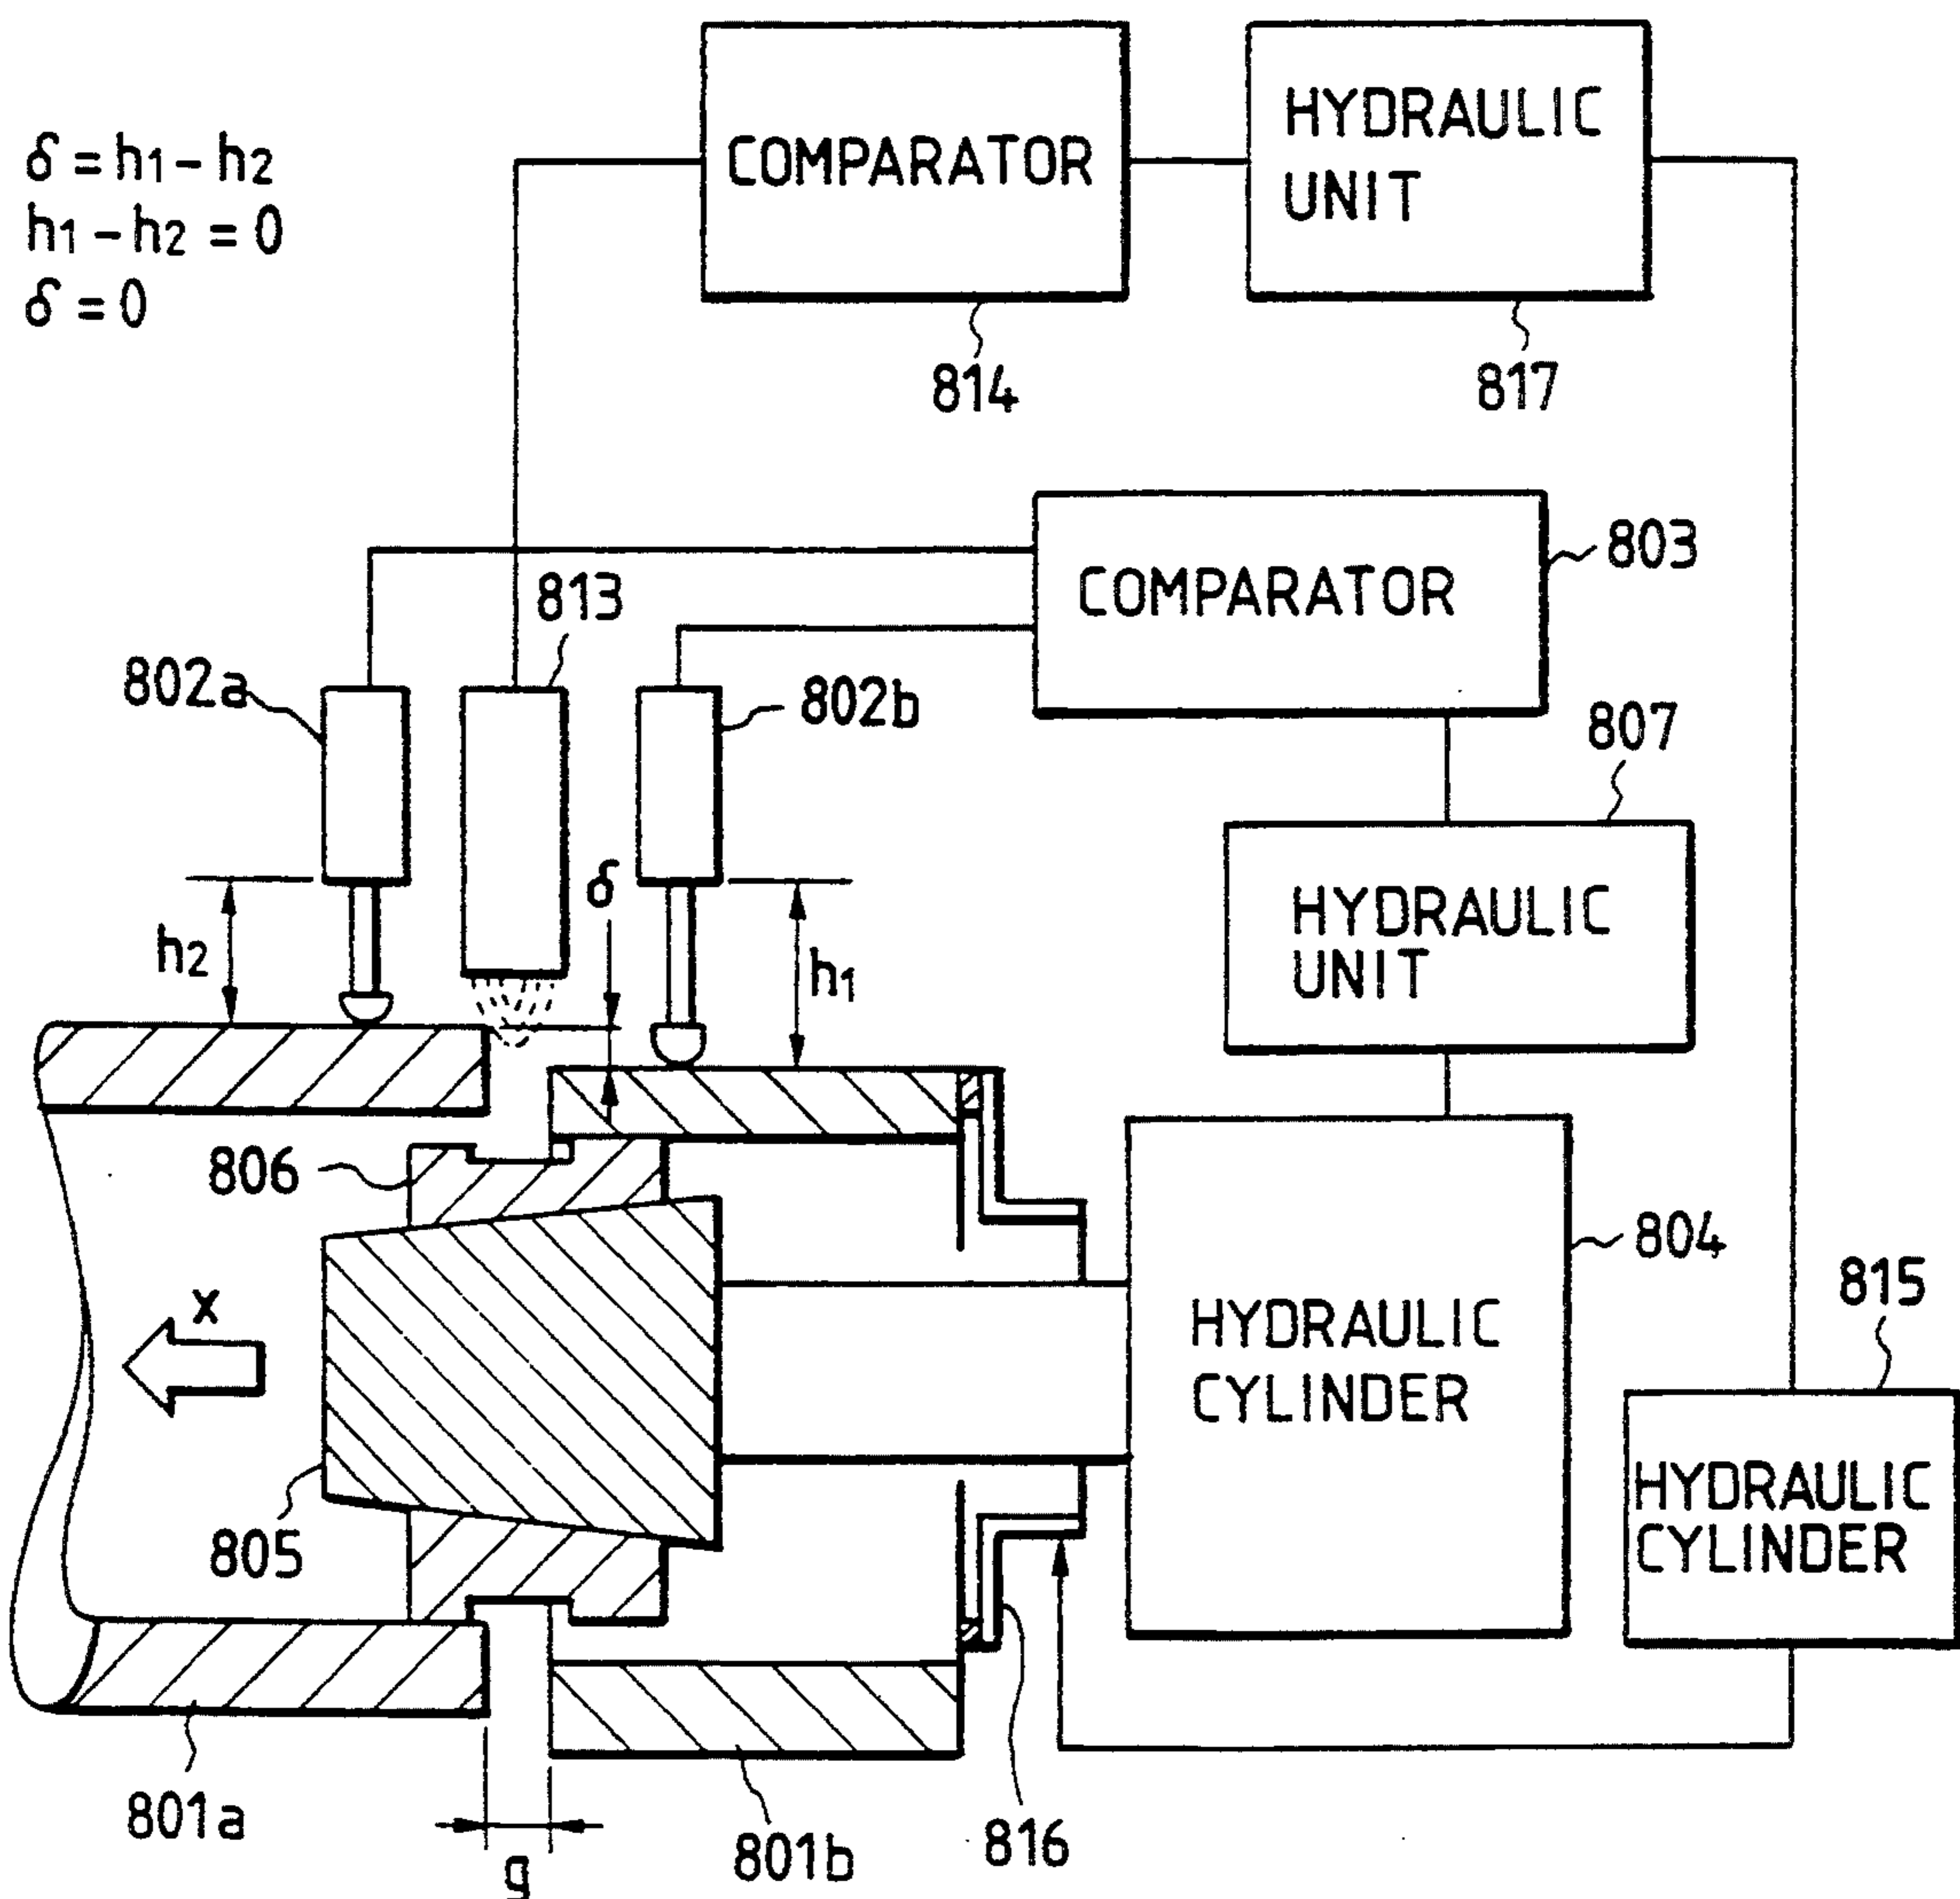 δ = h1 - h2
h1 - h2 = 0
δ = 0
COMPARATOR
HYDRAULIC
UNIT
814
817
COMPARATOR
803
813
802a
802b
807
HYDRAULIC
UNIT
δ
h2
h1
806
804
HYDRAULIC
CYLINDER
815
HYDRAULIC
CYLINDER
x
805
801a
g
801b
816